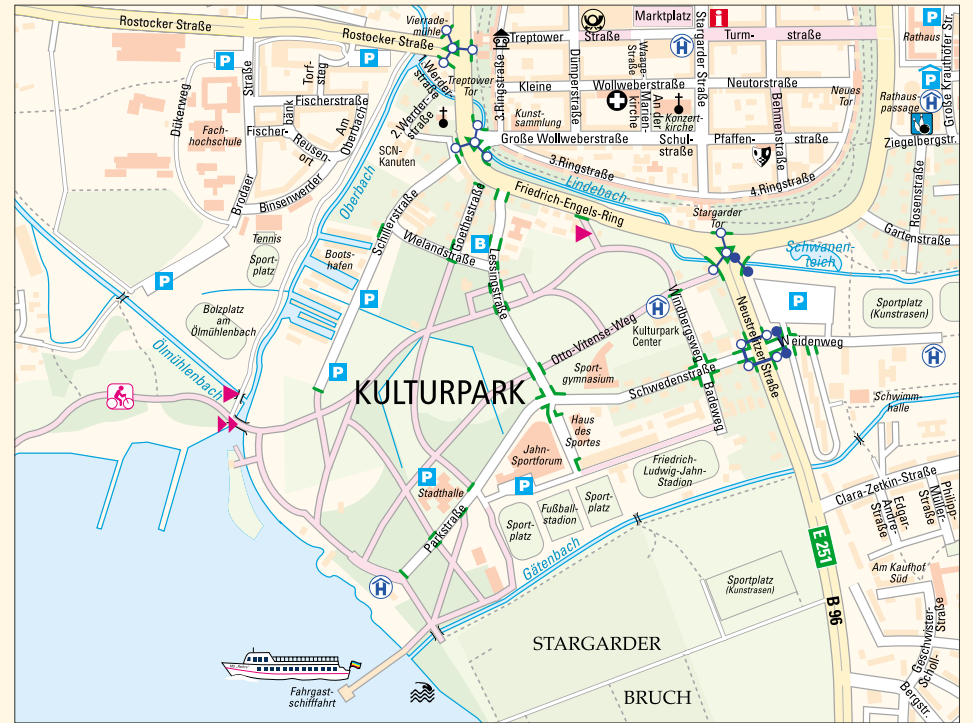 Rostocker Straße
Rostocker Straße
Vierrade-
mühle
Treptower
Straße
Marktplatz
i
Stargarder Straße
Turm-
straße
P
Rathaus
Große Krauthöfer Str.
P
P
P
H
Straße
Torf-
steg
Fischerstraße
Fischer-
bänk
Reusen-
ort
Am
Oberbach
Dükerweg
Fach-
hochschule
Brodaer
Binsenwerder
1.Werder-
straße
2.Werder-
straße
Treptower
Tor
3.Ringstraße
Kleine
Wollweberstraße
Dümperstraße
Waage-
Straße
An der
Marien-
kirche
Neutorstraße
Neues
Tor
Rathaus-
passage
P
H
Ziegelbergstr.
Kunst-
sammlung
Konzert-
kirche
Große Wollweberstraße
Schul-
straße
Pfaffen-
straße
Behmenstraße
3.Ringstraße
4.Ringstraße
SCN-
Kanuten
Lindebach
Friedrich-Engels-Ring
Oberbach
Schillerstraße
Goethestraße
Wielandstraße
Lessingstraße
B
Stargarder
Tor
Schwanen-
teich
Rosenstraße
Gartenstraße
Tennis
Sport-
platz
Boots-
hafen
P
P
P
Bolzplatz
am
Ölmühlenbach
Ölmühlenbach
H
Kulturpark
Center
Otto-Vitense-Weg
Windbergsweg
Neustrelitzer Straße
Neidenweg
Sportplatz
(Kunstrasen)
H
P
KULTURPARK
Sport-
gymnasium
Schwedenstraße
Badeweg
Schwimm-
halle
Haus
des
Sportes
Jahn-
Sportforum
Friedrich-
Ludwig-Jahn-
Stadion
P
Stadthalle
P
Sport-
platz
Fußball-
stadion
Sport-
platz
Parkstraße
Gätenbach
Clara-Zetkin-Straße
Edgar-
André-
Straße
Philipp-
Müller-
Straße
E 251
B 96
Am Kaufhof
Süd
Sportplatz
(Kunstrasen)
H
STARGARDER
BRUCH
Geschwister-
Scholl-
Straße
Bergstr.
Fahrgast-
schifffahrt